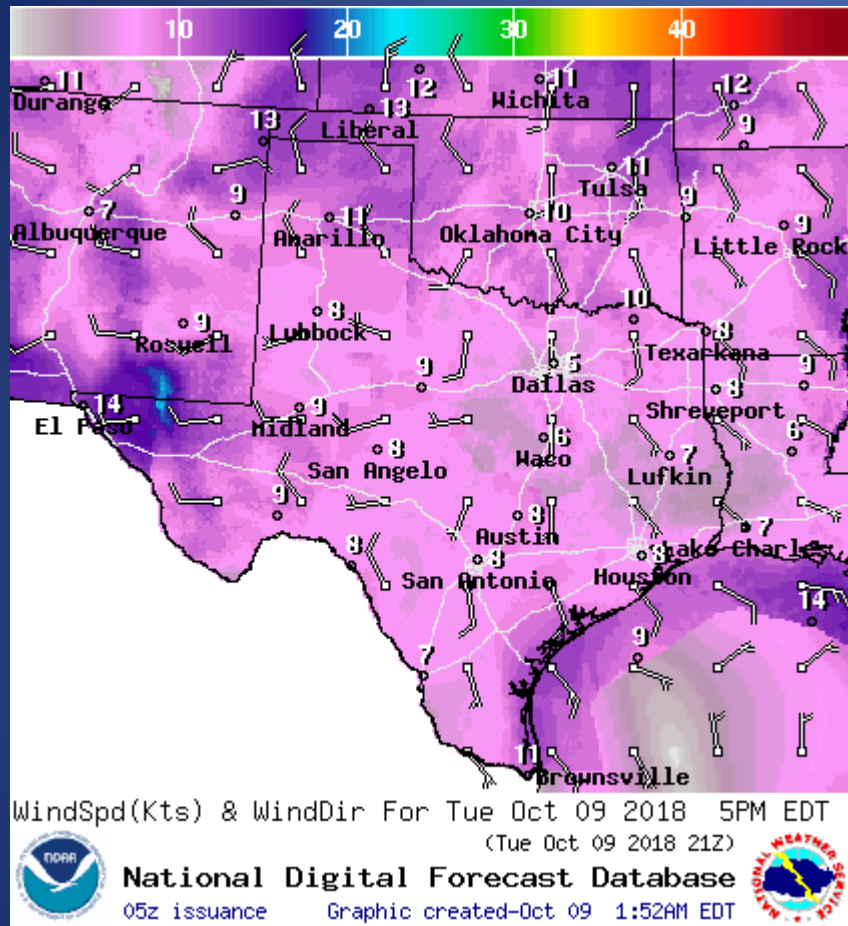 10 20 30 40
11 12 11 12
Durango Liberal 13 Wichita 9
13
Tulsa 11
7 9 11 10 9 9
Albuquerque Amarillo Oklahoma City Little Rock
9 8 10 8
Roswell Lubbock Texarkana
9 Dallas 5 8 9
14 9 Shreveport
El Paso Midland 6 7 6
8 Waco
San Angelo Lufkin
9 8 7
Austin
8 8 8 Lake Charles
San Antonio Houston
14
7 9
11
Brownsville
WindSpd(Kts) & WindDir For Tue Oct 09 2018 5PM EDT
(Tue Oct 09 2018 21Z)
NOAA
National Digital Forecast Database
NATIONAL WEATHER SERVICE
05z issuance Graphic created-Oct 09 1:52AM EDT